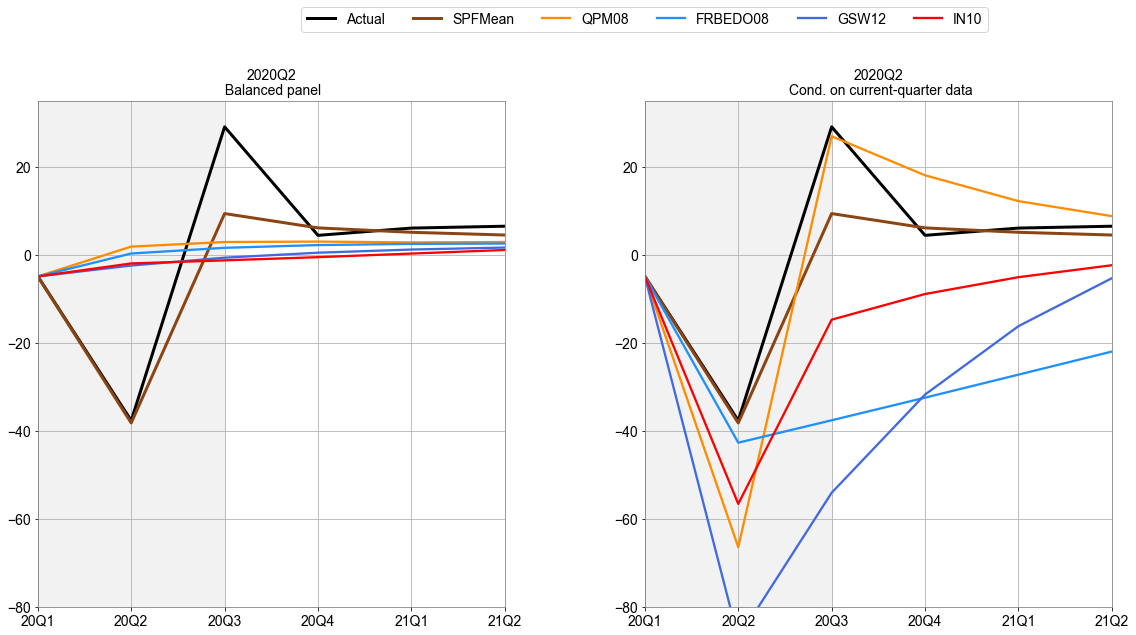 Actual SPFMean QPM08 FRBEDO08 GSW12 IN10
2020Q2
Balanced panel
20
0
−20
−40
−60
−80
20Q1 20Q2 20Q3 20Q4 21Q1 21Q2
2020Q2
Cond. on current-quarter data
20
0
−20
−40
−60
−80
20Q1 20Q2 20Q3 20Q4 21Q1 21Q2